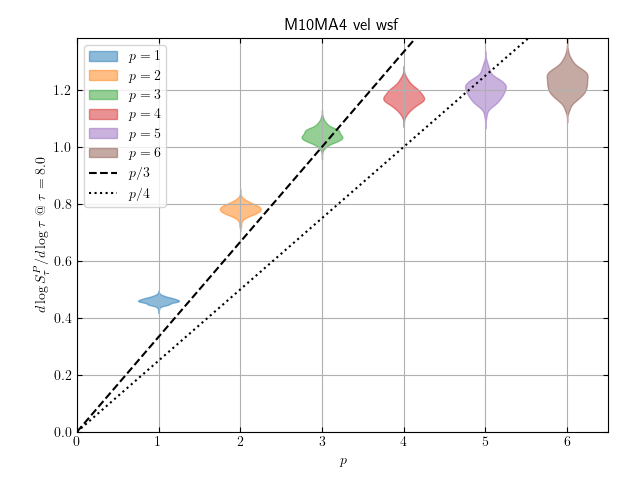 M10MA4 vel wsf
p = 1
p = 2
p = 3
p = 4
p = 5
p = 6
p/3
p/4
d log S_τ^P / d log τ @ τ = 8.0
1.2
1.0
0.8
0.6
0.4
0.2
0.0
0 1 2 3 4 5 6
p